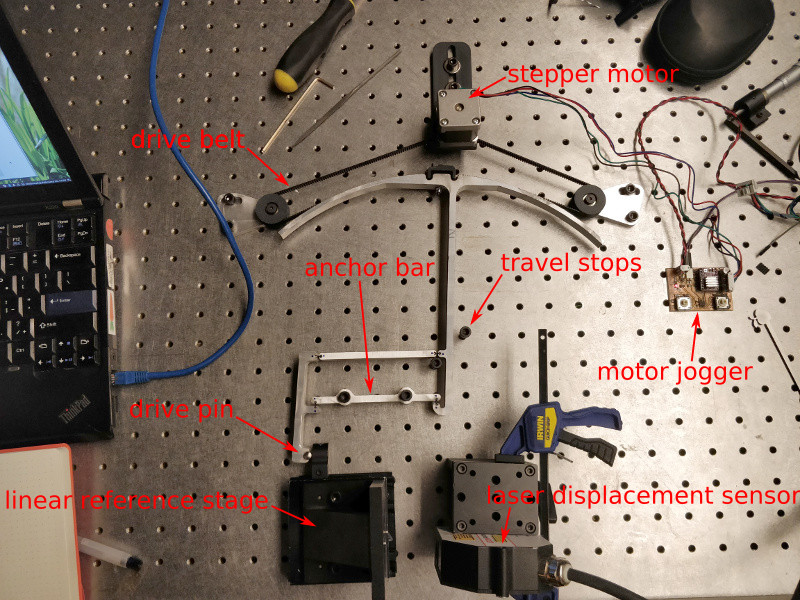 stepper motor
drive belt
anchor bar
travel stops
motor jogger
drive pin
linear reference stage
laser displacement sensor
ThinkPad
IRWIN